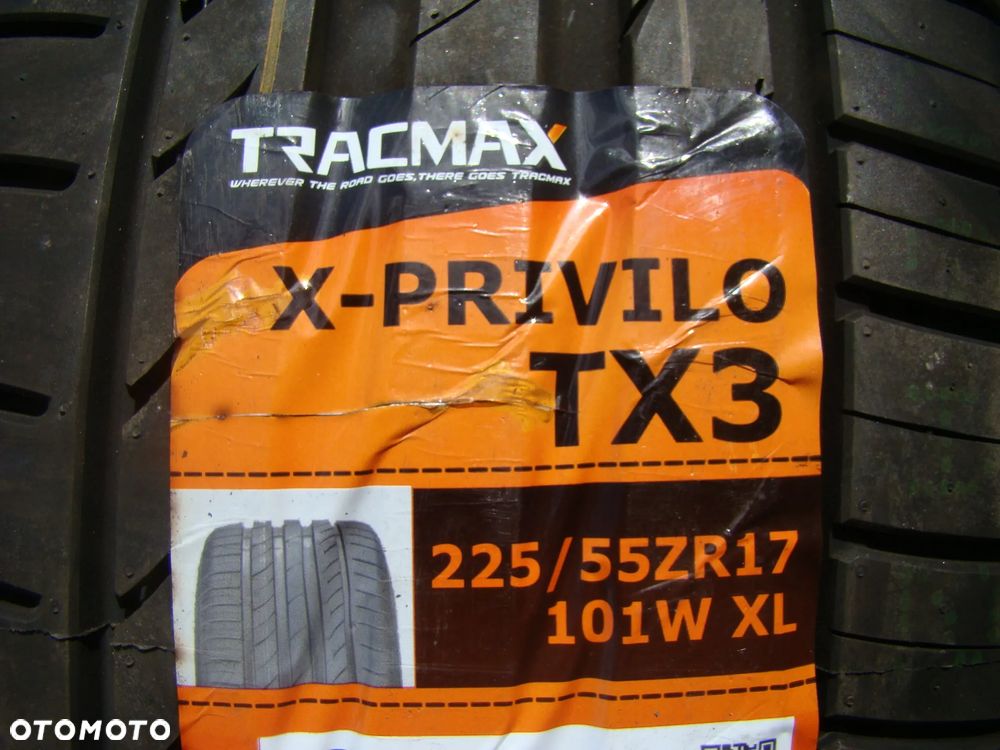 TRACMAX
WHEREVER THE ROAD GOES, THERE GOES TRACMAX
X-PRIVILO
TX3
225/55ZR17
101W XL
OTOMOTO